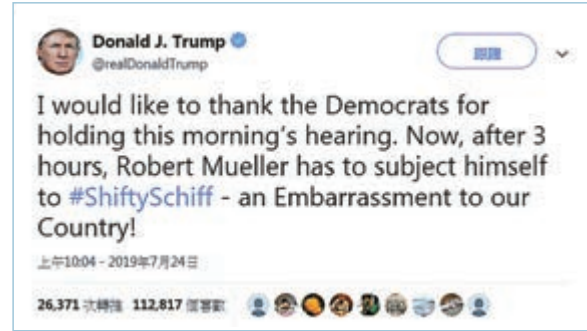 Donald J. Trump
@realDonaldTrump
跟隨
I would like to thank the Democrats for
holding this morning's hearing. Now, after 3
hours, Robert Mueller has to subject himself
to #ShiftySchiff - an Embarrassment to our
Country!
上午10:04 - 2019年7月24日
26,371 次轉推 112,817 個喜歡